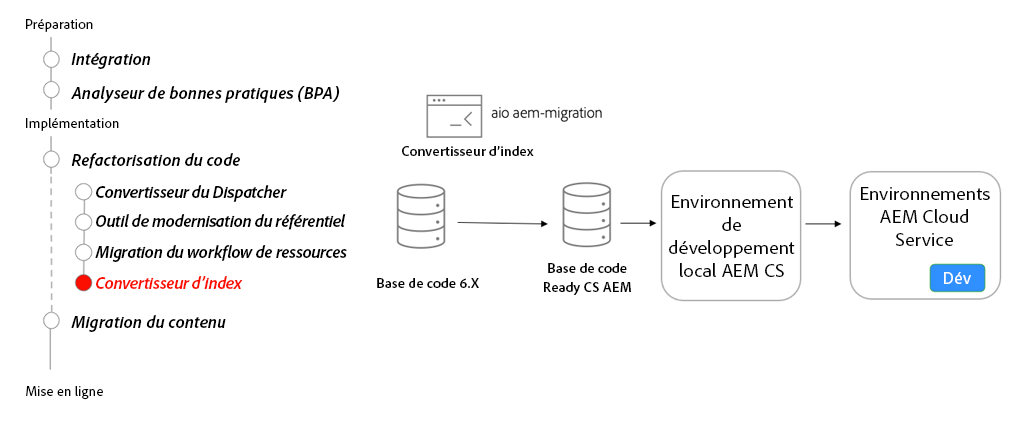 Préparation
Intégration
Analyseur de bonnes pratiques (BPA)
Implémentation
Refactorisation du code
Convertisseur du Dispatcher
Outil de modernisation du référentiel
Migration du workflow de ressources
Convertisseur d'index
Migration du contenu
Mise en ligne
aio aem-migration
Convertisseur d'index
Base de code 6.X
Base de code
Ready CS AEM
Environnement
de
développement
local AEM CS
Environnements
AEM Cloud
Service
Dév